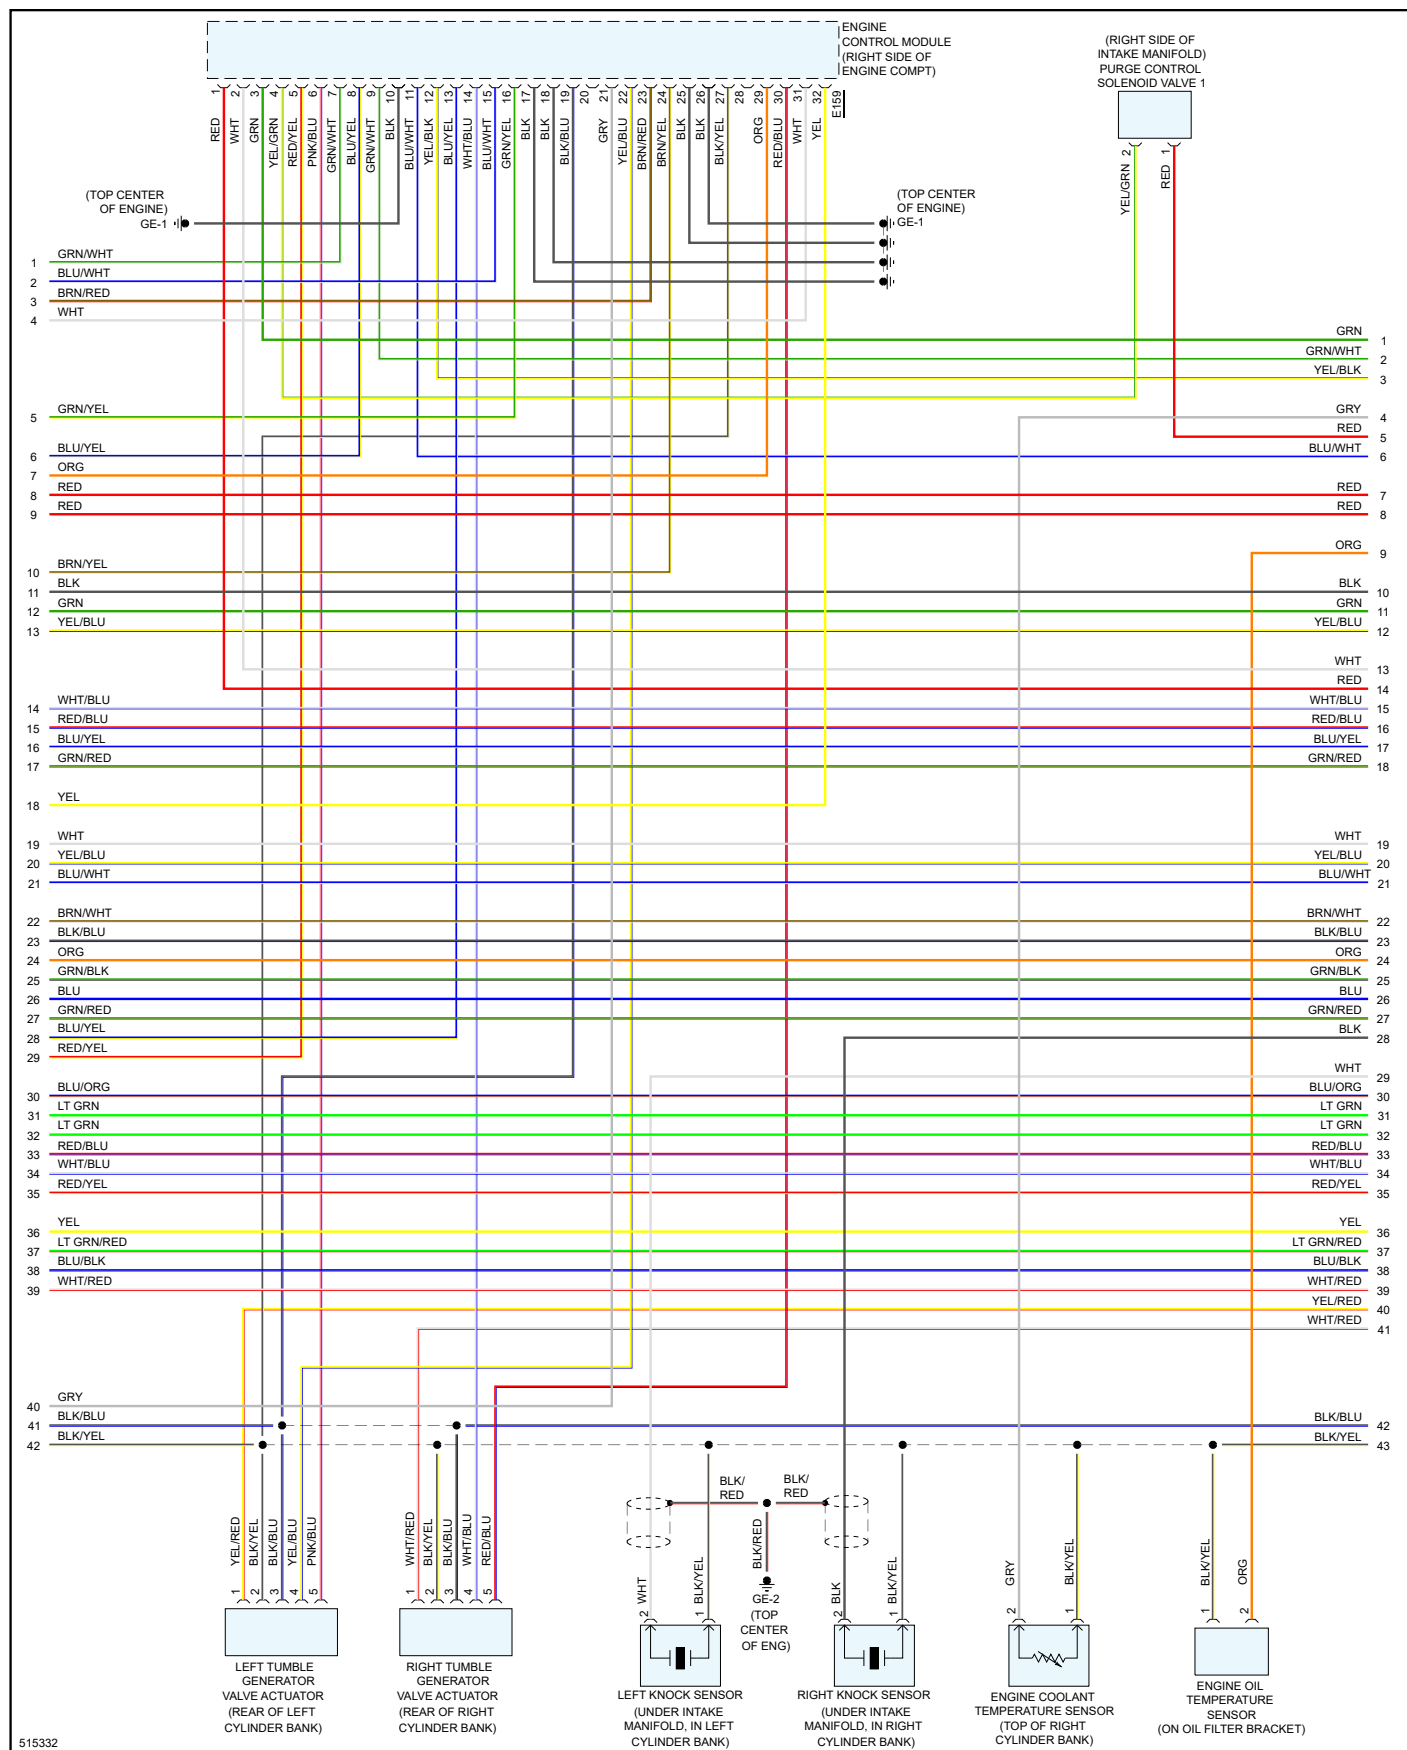 ENGINE
CONTROL MODULE
(RIGHT SIDE OF
ENGINE COMPT)
(RIGHT SIDE OF
INTAKE MANIFOLD)
PURGE CONTROL
SOLENOID VALVE 1
1 RED
2 WHT
3 GRN
4 YEL/GRN
5 RED/YEL
6 PNK/BLU
7 GRN/WHT
8 BLU/YEL
9 GRN/WHT
10 BLK
11 BLU/WHT
12 YEL/BLK
13 BLU/YEL
14 WHT/BLU
15 BLU/WHT
16 GRN/YEL
17 BLK
18 BLK
19 BLK/BLU
20
21 GRY
22 YEL/BLU
23 BRN/RED
24 BRN/YEL
25 BLK
26 BLK
27 BLK/YEL
28
29 ORG
30 RED/BLU
31 WHT
32 YEL
E159
2 YEL/GRN
1 RED
(TOP CENTER
OF ENGINE)
GE-1
(TOP CENTER
OF ENGINE)
GE-1
1 GRN/WHT
2 BLU/WHT
3 BRN/RED
4 WHT
5 GRN/YEL
6 BLU/YEL
7 ORG
8 RED
9 RED
10 BRN/YEL
11 BLK
12 GRN
13 YEL/BLU
14 WHT/BLU
15 RED/BLU
16 BLU/YEL
17 GRN/RED
18 YEL
19 WHT
20 YEL/BLU
21 BLU/WHT
22 BRN/WHT
23 BLK/BLU
24 ORG
25 GRN/BLK
26 BLU
27 GRN/RED
28 BLU/YEL
29 RED/YEL
30 BLU/ORG
31 LT GRN
32 LT GRN
33 RED/BLU
34 WHT/BLU
35 RED/YEL
36 YEL
37 LT GRN/RED
38 BLU/BLK
39 WHT/RED
40 GRY
41 BLK/BLU
42 BLK/YEL
GRN 1
GRN/WHT 2
YEL/BLK 3
GRY 4
RED 5
BLU/WHT 6
RED 7
RED 8
ORG 9
BLK 10
GRN 11
YEL/BLU 12
WHT 13
RED 14
WHT/BLU 15
RED/BLU 16
BLU/YEL 17
GRN/RED 18
WHT 19
YEL/BLU 20
BLU/WHT 21
BRN/WHT 22
BLK/BLU 23
ORG 24
GRN/BLK 25
BLU 26
GRN/RED 27
BLK 28
WHT 29
BLU/ORG 30
LT GRN 31
LT GRN 32
RED/BLU 33
WHT/BLU 34
RED/YEL 35
YEL 36
LT GRN/RED 37
BLU/BLK 38
WHT/RED 39
YEL/RED 40
WHT/RED 41
BLK/BLU 42
BLK/YEL 43
1 YEL/RED
2 BLK/YEL
3 BLK/BLU
4 YEL/BLU
5 PNK/BLU
LEFT TUMBLE
GENERATOR
VALVE ACTUATOR
(REAR OF LEFT
CYLINDER BANK)
1 WHT/RED
2 BLK/YEL
3 BLK/BLU
4 WHT/BLU
5 RED/BLU
RIGHT TUMBLE
GENERATOR
VALVE ACTUATOR
(REAR OF RIGHT
CYLINDER BANK)
BLK/
RED
BLK/
RED
BLK/RED
GE-2
(TOP
CENTER
OF ENG)
2 WHT
1 BLK/YEL
LEFT KNOCK SENSOR
(UNDER INTAKE
MANIFOLD, IN LEFT
CYLINDER BANK)
2 BLK
1 BLK/YEL
RIGHT KNOCK SENSOR
(UNDER INTAKE
MANIFOLD, IN RIGHT
CYLINDER BANK)
2 GRY
1 BLK/YEL
ENGINE COOLANT
TEMPERATURE SENSOR
(TOP OF RIGHT
CYLINDER BANK)
1 BLK/YEL
2 ORG
ENGINE OIL
TEMPERATURE
SENSOR
(ON OIL FILTER BRACKET)
515332